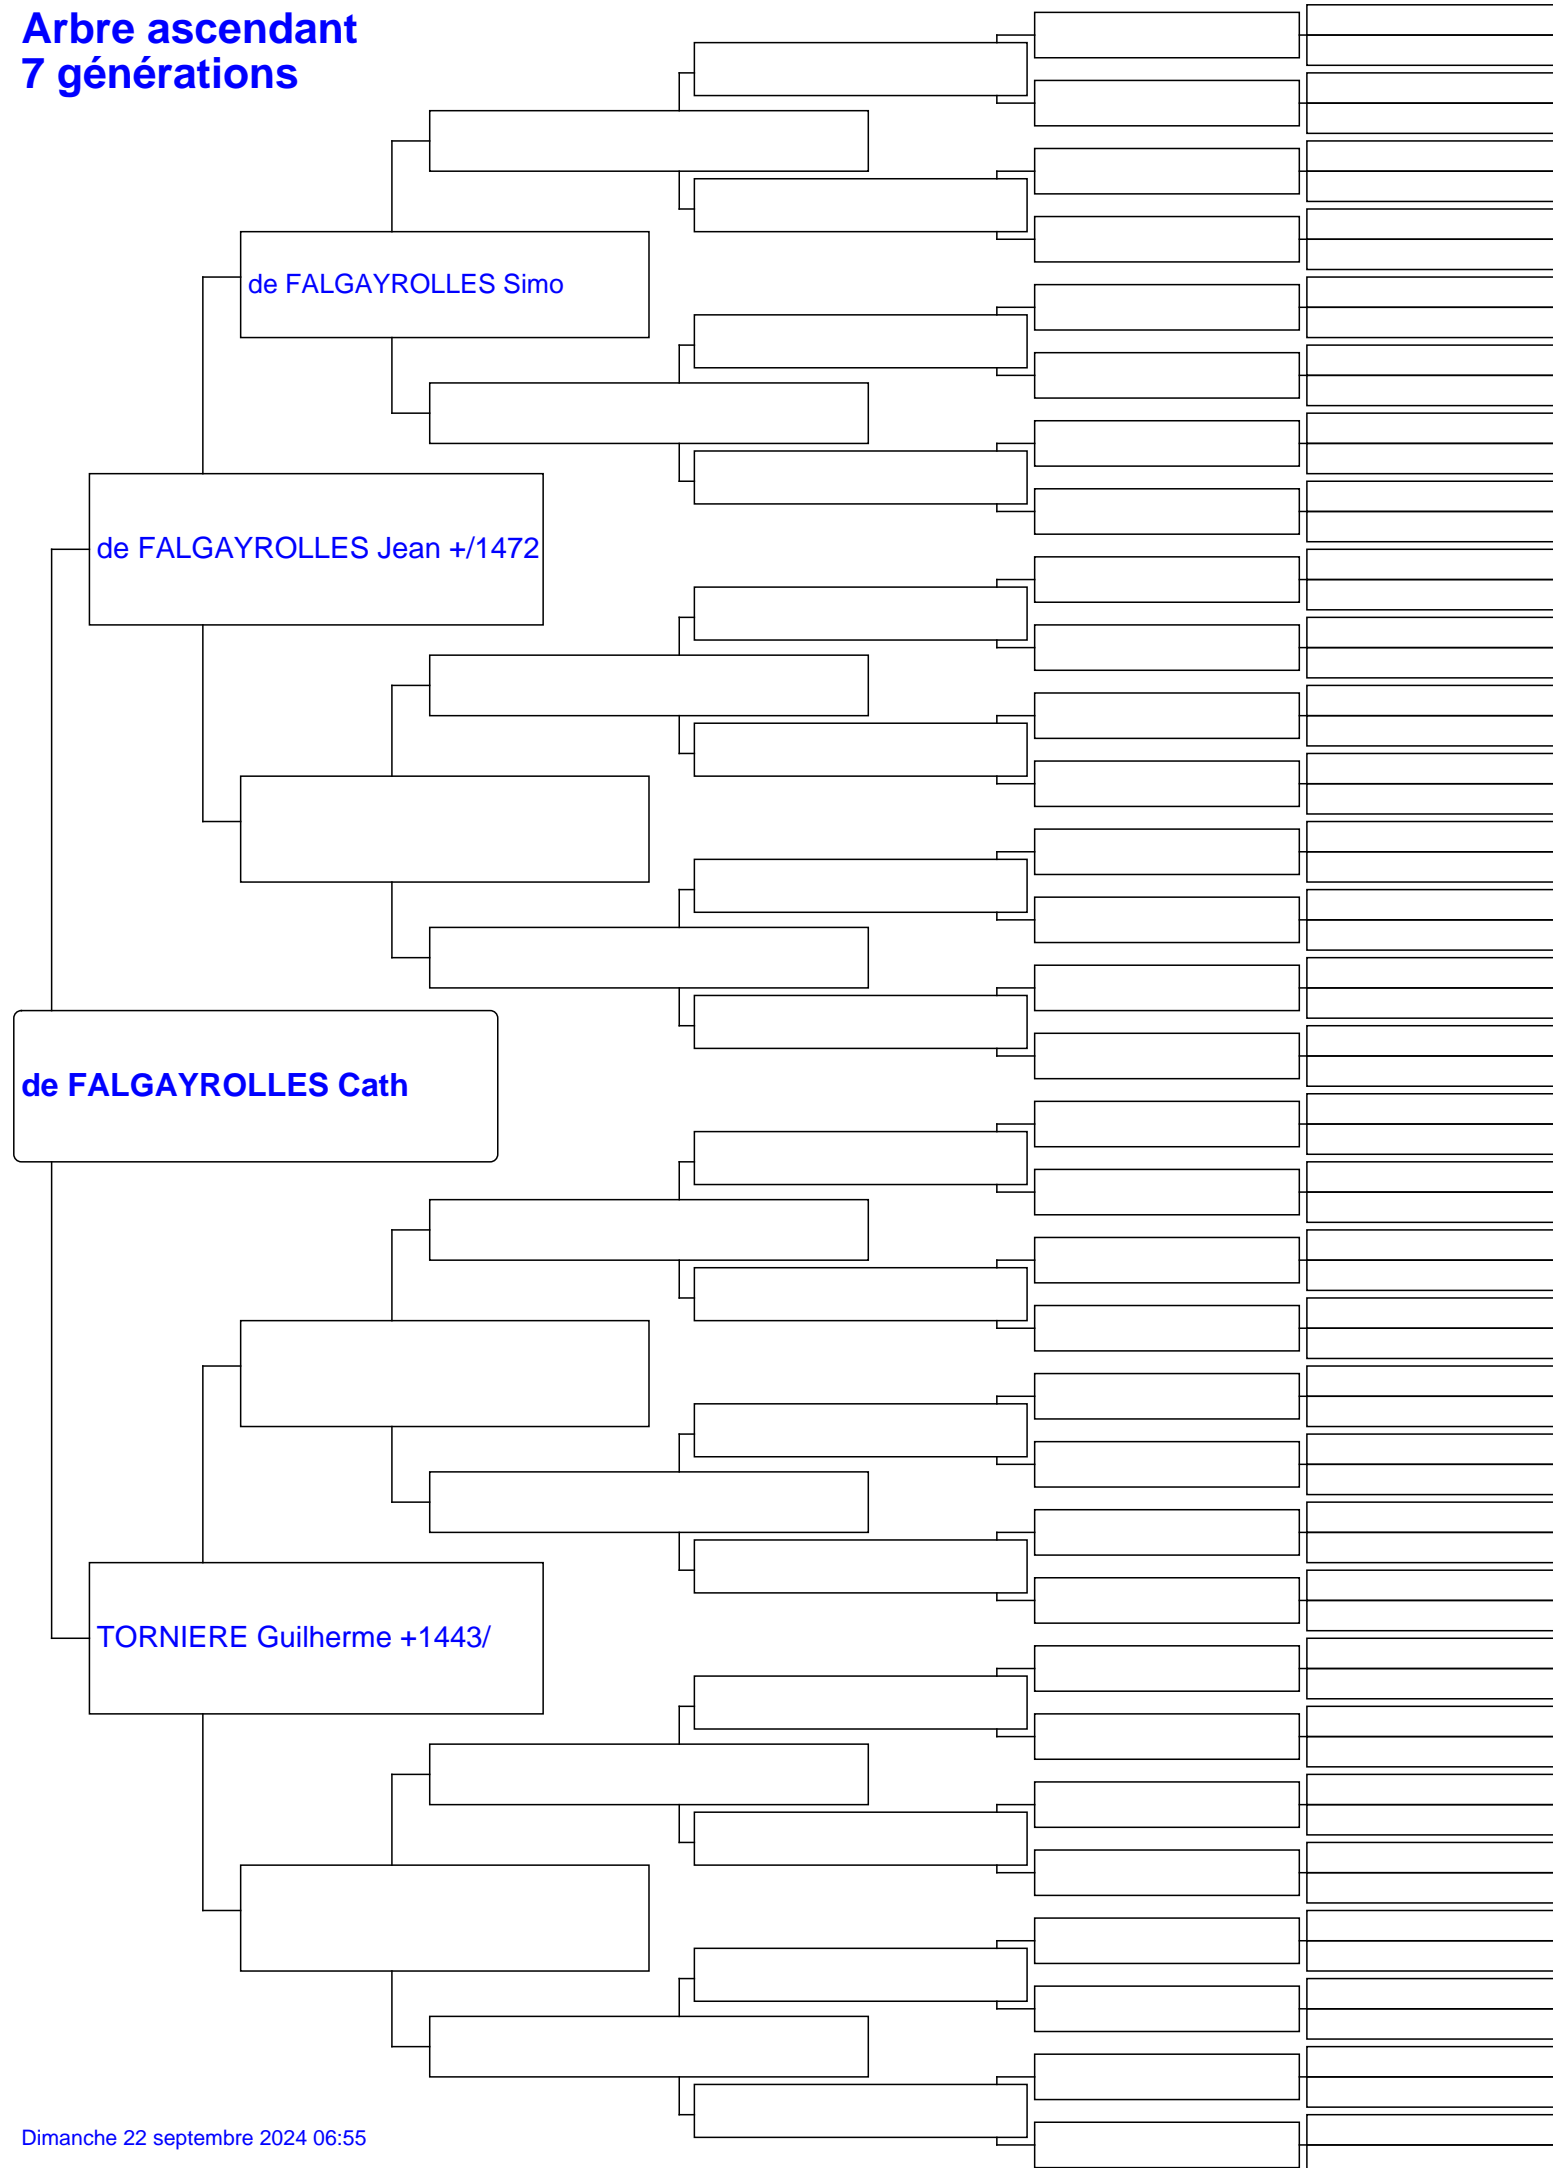 Arbre ascendant
7 générations
de FALGAYROLLES Simo
de FALGAYROLLES Jean +/1472
de FALGAYROLLES Cath
TORNIERE Guilherme +1443/
Dimanche 22 septembre 2024 06:55